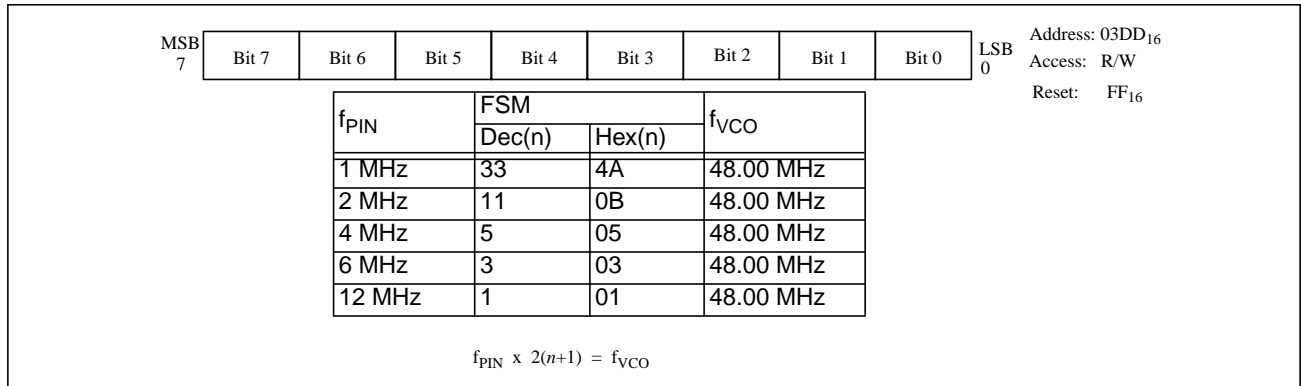 MSB
7
Bit 7 Bit 6 Bit 5 Bit 4 Bit 3 Bit 2 Bit 1 Bit 0
LSB
0
Address: 03DD16
Access: R/W
Reset: FF16
fPIN FSM fVCO
Dec(n) Hex(n)
1 MHz 33 4A 48.00 MHz
2 MHz 11 0B 48.00 MHz
4 MHz 5 05 48.00 MHz
6 MHz 3 03 48.00 MHz
12 MHz 1 01 48.00 MHz
fPIN x 2(n+1) = fVCO